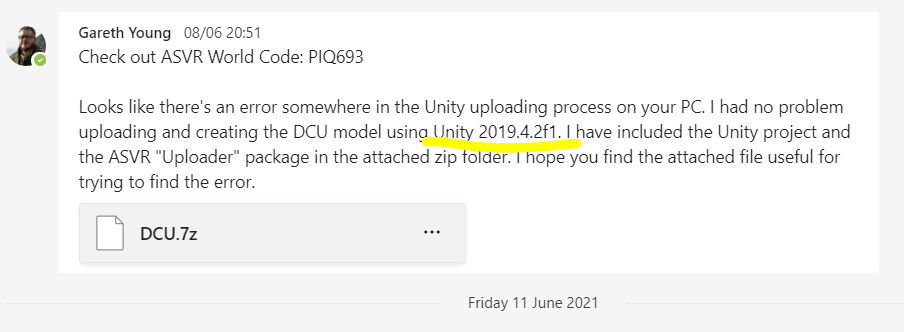 Gareth Young 08/06 20:51
Check out ASVR World Code: PIQ693
Looks like there's an error somewhere in the Unity uploading process on your PC. I had no problem
uploading and creating the DCU model using Unity 2019.4.2f1. I have included the Unity project and
the ASVR "Uploader" package in the attached zip folder. I hope you find the attached file useful for
trying to find the error.
DCU.7z
Friday 11 June 2021